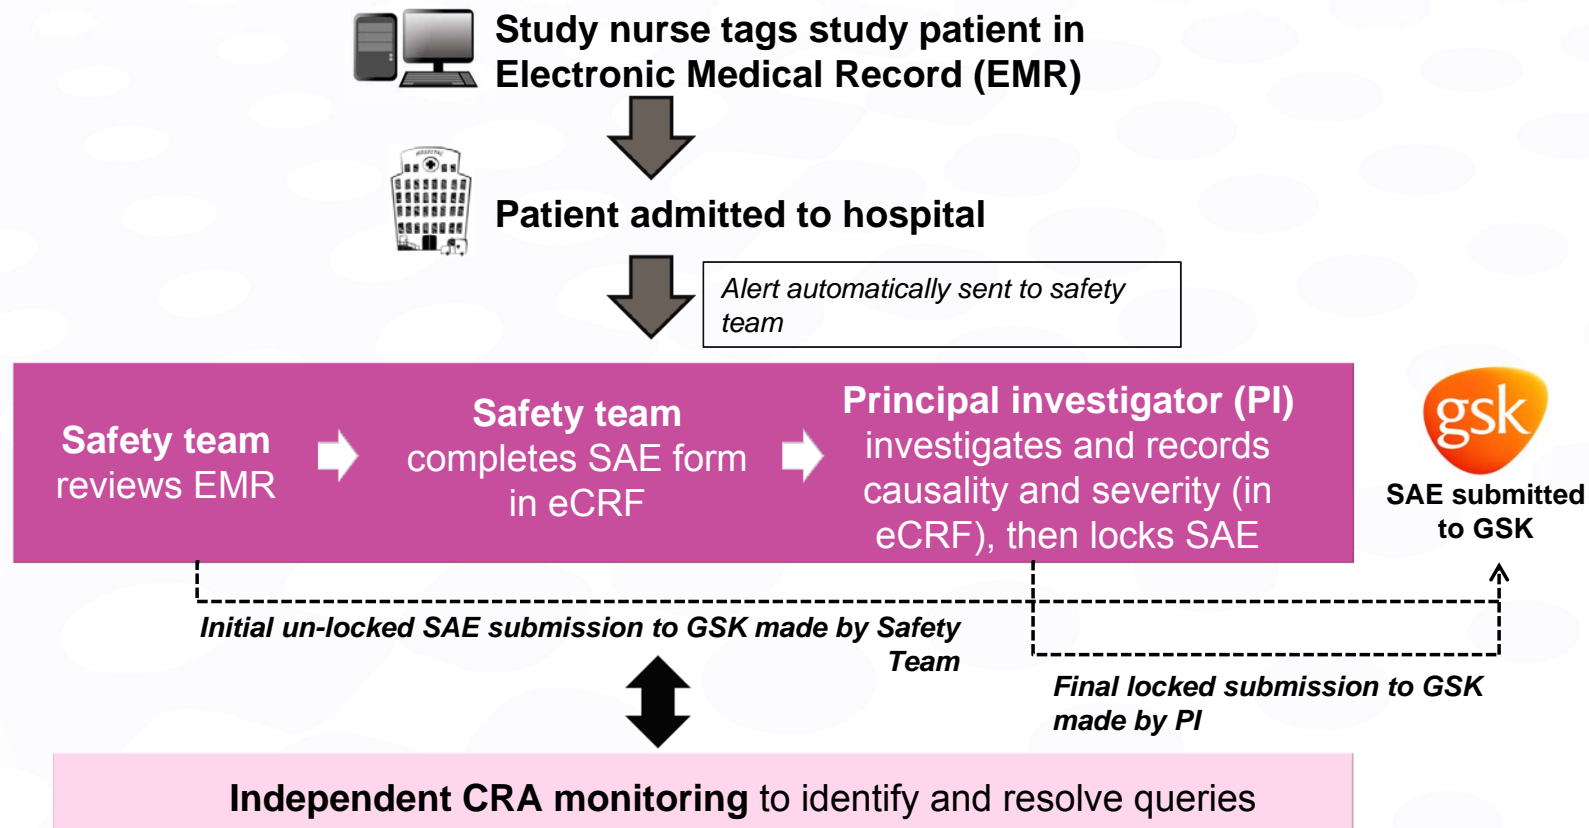 Study nurse tags study patient in
Electronic Medical Record (EMR)
HOSPITAL
Patient admitted to hospital
Alert automatically sent to safety
team
Safety team
reviews EMR
Safety team
completes SAE form
in eCRF
Principal investigator (PI)
investigates and records
causality and severity (in
eCRF), then locks SAE
gsk
SAE submitted
to GSK
Initial un-locked SAE submission to GSK made by Safety
Team
Final locked submission to GSK
made by PI
Independent CRA monitoring to identify and resolve queries